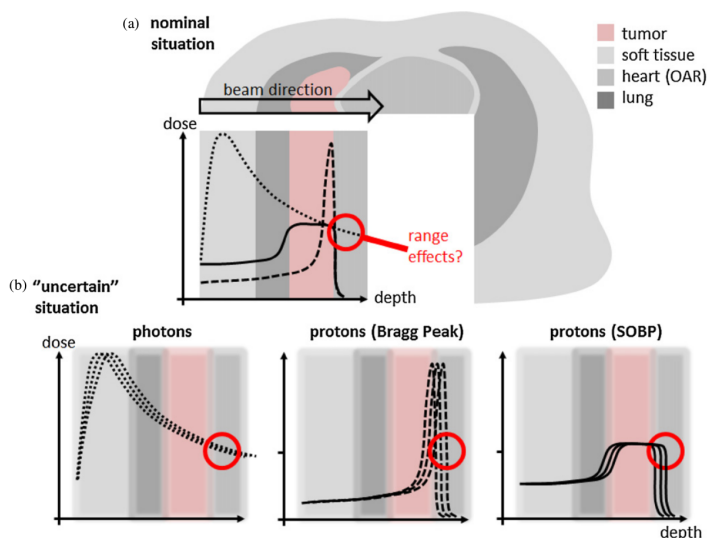 (a) nominal
situation
tumor
soft tissue
heart (OAR)
lung
beam direction
dose
range
effects?
depth
(b) “uncertain”
situation
photons
protons (Bragg Peak)
protons (SOBP)
dose
depth